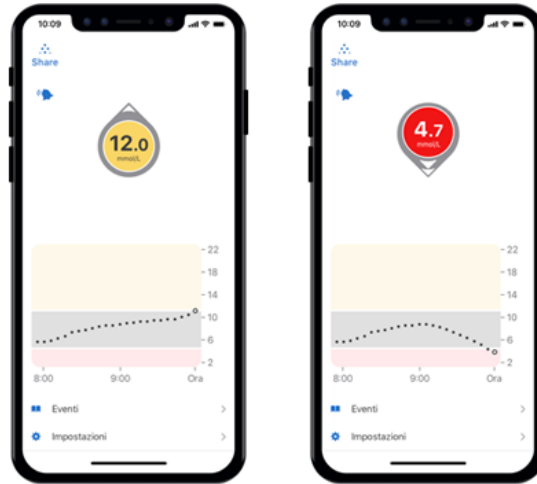 10:09
Share
12.0
mmol/L
22
18
14
10
6
2
8:00 9:00 Ora
Eventi
Impostazioni
10:09
Share
4.7
mmol/L
22
18
14
10
6
2
8:00 9:00 Ora
Eventi
Impostazioni